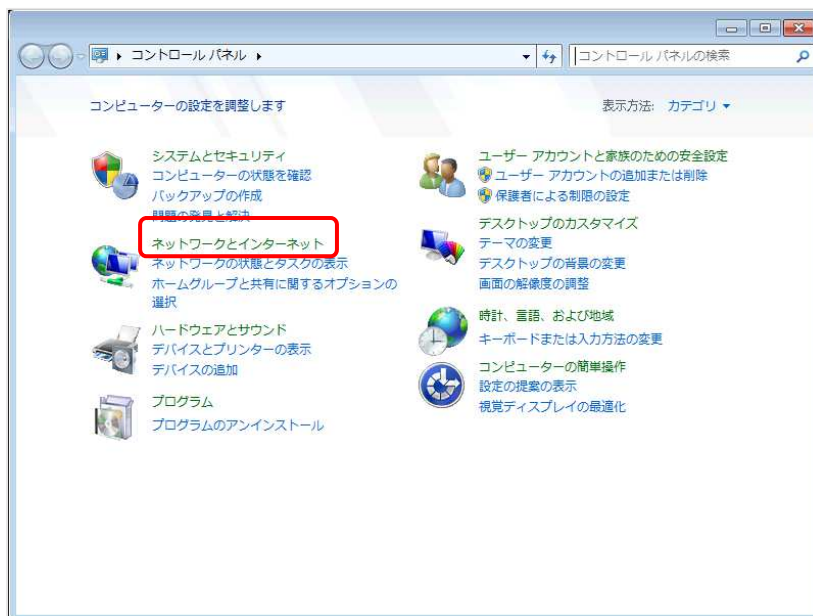 コントロール パネル
コントロール パネルの検索
コンピューターの設定を調整します
表示方法: カテゴリ
システムとセキュリティ
コンピューターの状態を確認
バックアップの作成
問題の発見と解決
ネットワークとインターネット
ネットワークの状態とタスクの表示
ホームグループと共有に関するオプションの
選択
ハードウェアとサウンド
デバイスとプリンターの表示
デバイスの追加
プログラム
プログラムのアンインストール
ユーザー アカウントと家族のための安全設定
ユーザー アカウントの追加または削除
保護者による制限の設定
デスクトップのカスタマイズ
テーマの変更
デスクトップの背景の変更
画面の解像度の調整
時計、言語、および地域
キーボードまたは入力方法の変更
コンピューターの簡単操作
設定の提案の表示
視覚ディスプレイの最適化